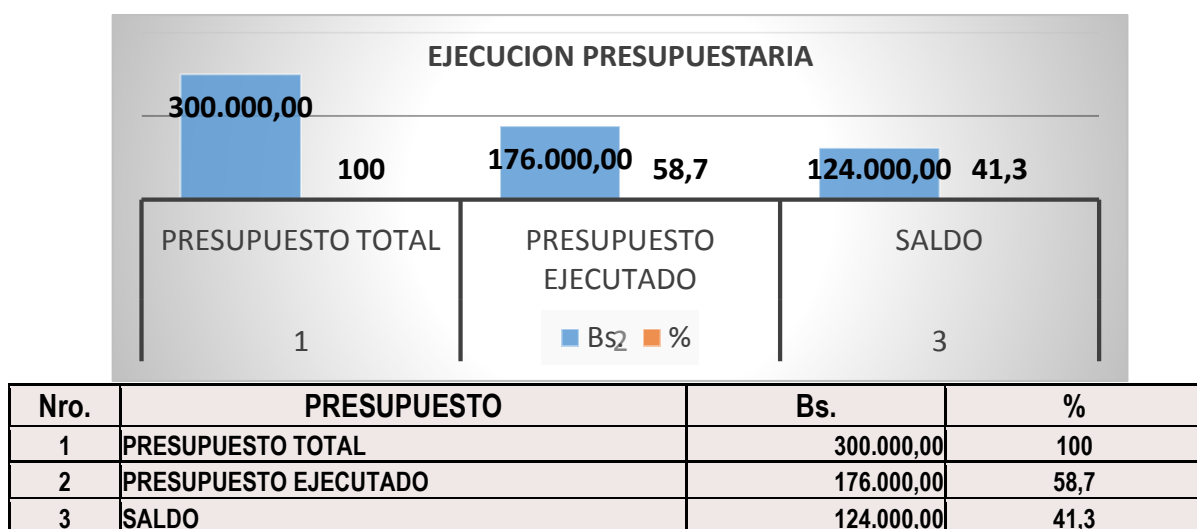 EJECUCION PRESUPUESTARIA
300.000,00
100
176.000,00
58,7
124.000,00
41,3
PRESUPUESTO TOTAL
PRESUPUESTO
EJECUTADO
SALDO
1
2
3
Bs. %
Nro. PRESUPUESTO Bs. %
1 PRESUPUESTO TOTAL 300.000,00 100
2 PRESUPUESTO EJECUTADO 176.000,00 58,7
3 SALDO 124.000,00 41,3